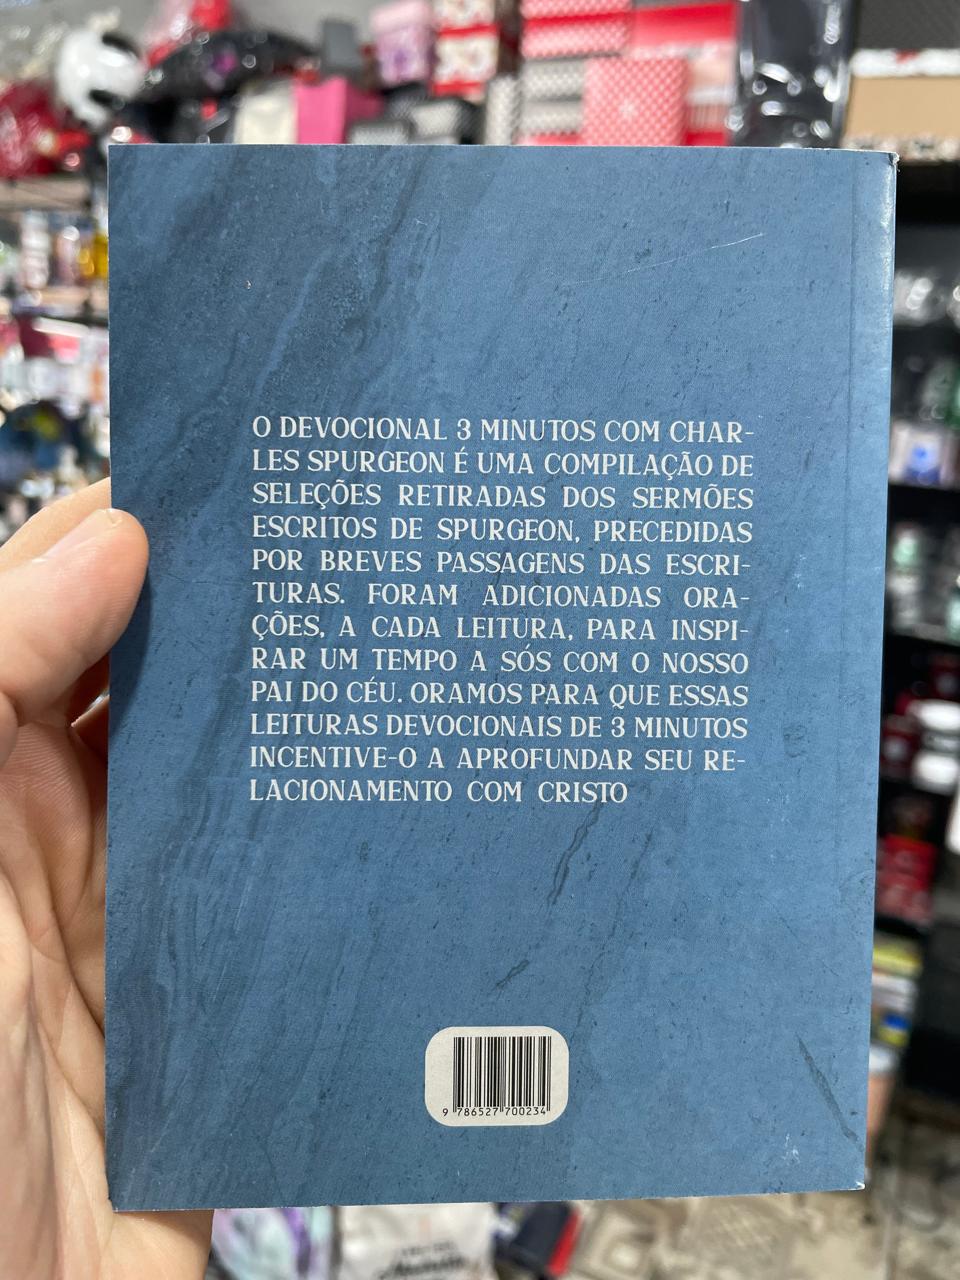 O DEVOCIONAL 3 MINUTOS COM CHAR-
LES SPURGEON É UMA COMPILAÇÃO DE
SELEÇÕES RETIRADAS DOS SERMÕES
ESCRITOS DE SPURGEON, PRECEDIDAS
POR BREVES PASSAGENS DAS ESCRI-
TURAS. FORAM ADICIONADAS ORA-
ÇÕES, A CADA LEITURA, PARA INSPI-
RAR UM TEMPO A SÓS COM O NOSSO
PAI DO CÉU. ORAMOS PARA QUE ESSAS
LEITURAS DEVOCIONAIS DE 3 MINUTOS
INCENTIVE-O A APROFUNDAR SEU RE-
LACIONAMENTO COM CRISTO
9 786527 700234